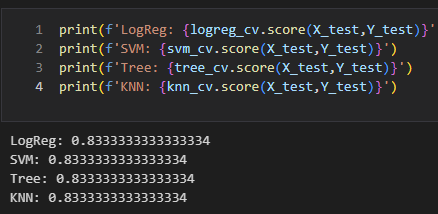 1 print(f'LogReg: {logreg_cv.score(X_test,Y_test)}'
2 print(f'SVM: {svm_cv.score(X_test,Y_test)}')
3 print(f'Tree: {tree_cv.score(X_test,Y_test)}')
4 print(f'KNN: {knn_cv.score(X_test,Y_test)}')
LogReg: 0.8333333333333334
SVM: 0.8333333333333334
Tree: 0.8333333333333334
KNN: 0.8333333333333334